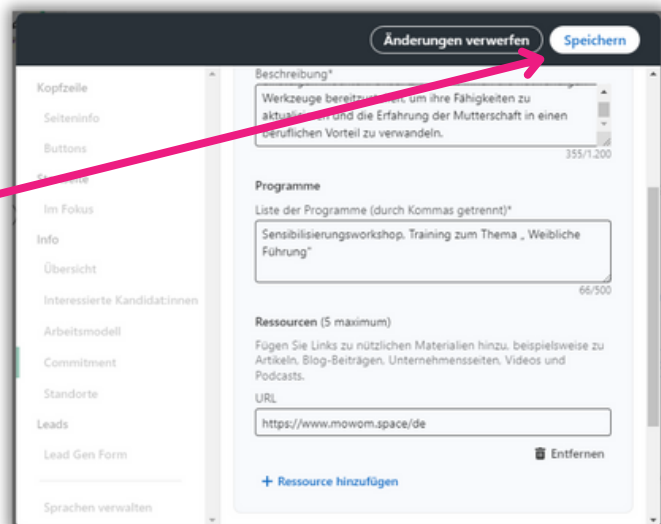 Änderungen verwerfen
Speichern
Kopfzeile
Seiteninfo
Buttons
Im Fokus
Info
Übersicht
Interessierte Kandidat:innen
Arbeitsmodell
Commitment
Standorte
Leads
Lead Gen Form
Sprachen verwalten
Beschreibung*
Werkzeuge bereitzustellen, um ihre Fähigkeiten zu
aktualisieren und die Erfahrung der Mutterschaft in einen
beruflichen Vorteil zu verwandeln.
355/1.200
Programme
Liste der Programme (durch Kommas getrennt)*
Sensibilisierungsworkshop, Training zum Thema „ Weibliche
Führung"
66/500
Ressourcen (5 maximum)
Fügen Sie Links zu nützlichen Materialien hinzu, beispielsweise zu
Artikeln, Blog-Beiträgen, Unternehmensseiten, Videos und
Podcasts.
URL
https://www.mowom.space/de
Entfernen
+ Ressource hinzufügen